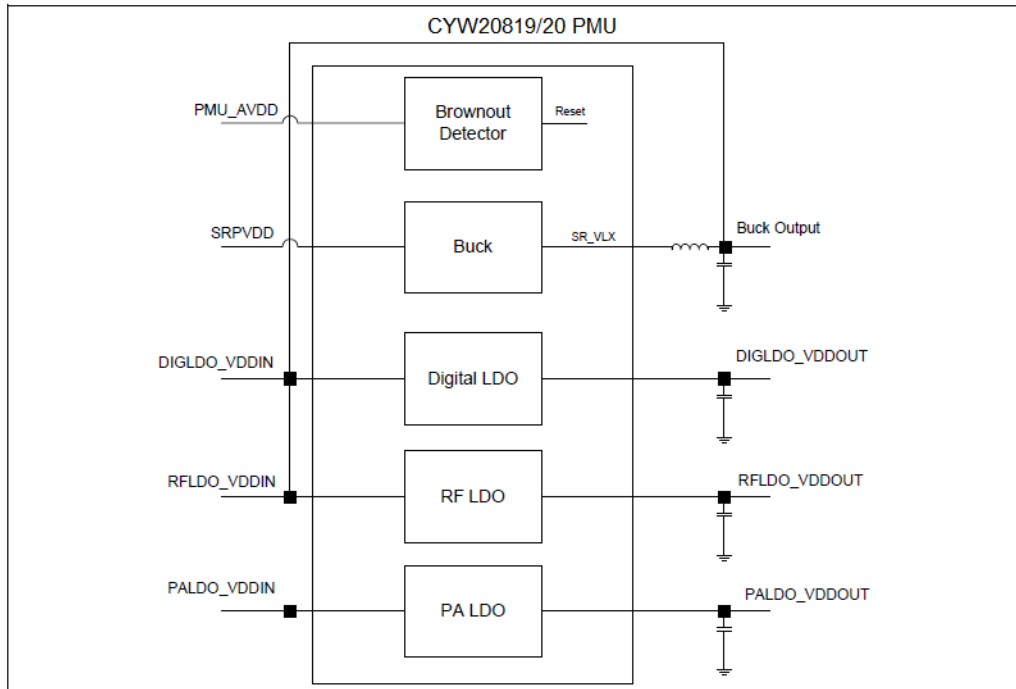 CYW20819/20 PMU
PMU_AVDD
Brownout
Detector
Reset
SRPVDD
Buck
SR_VLX
Buck Output
DIGLDO_VDDIN
Digital LDO
DIGLDO_VDDOUT
RFLDO_VDDIN
RF LDO
RFLDO_VDDOUT
PALDO_VDDIN
PA LDO
PALDO_VDDOUT